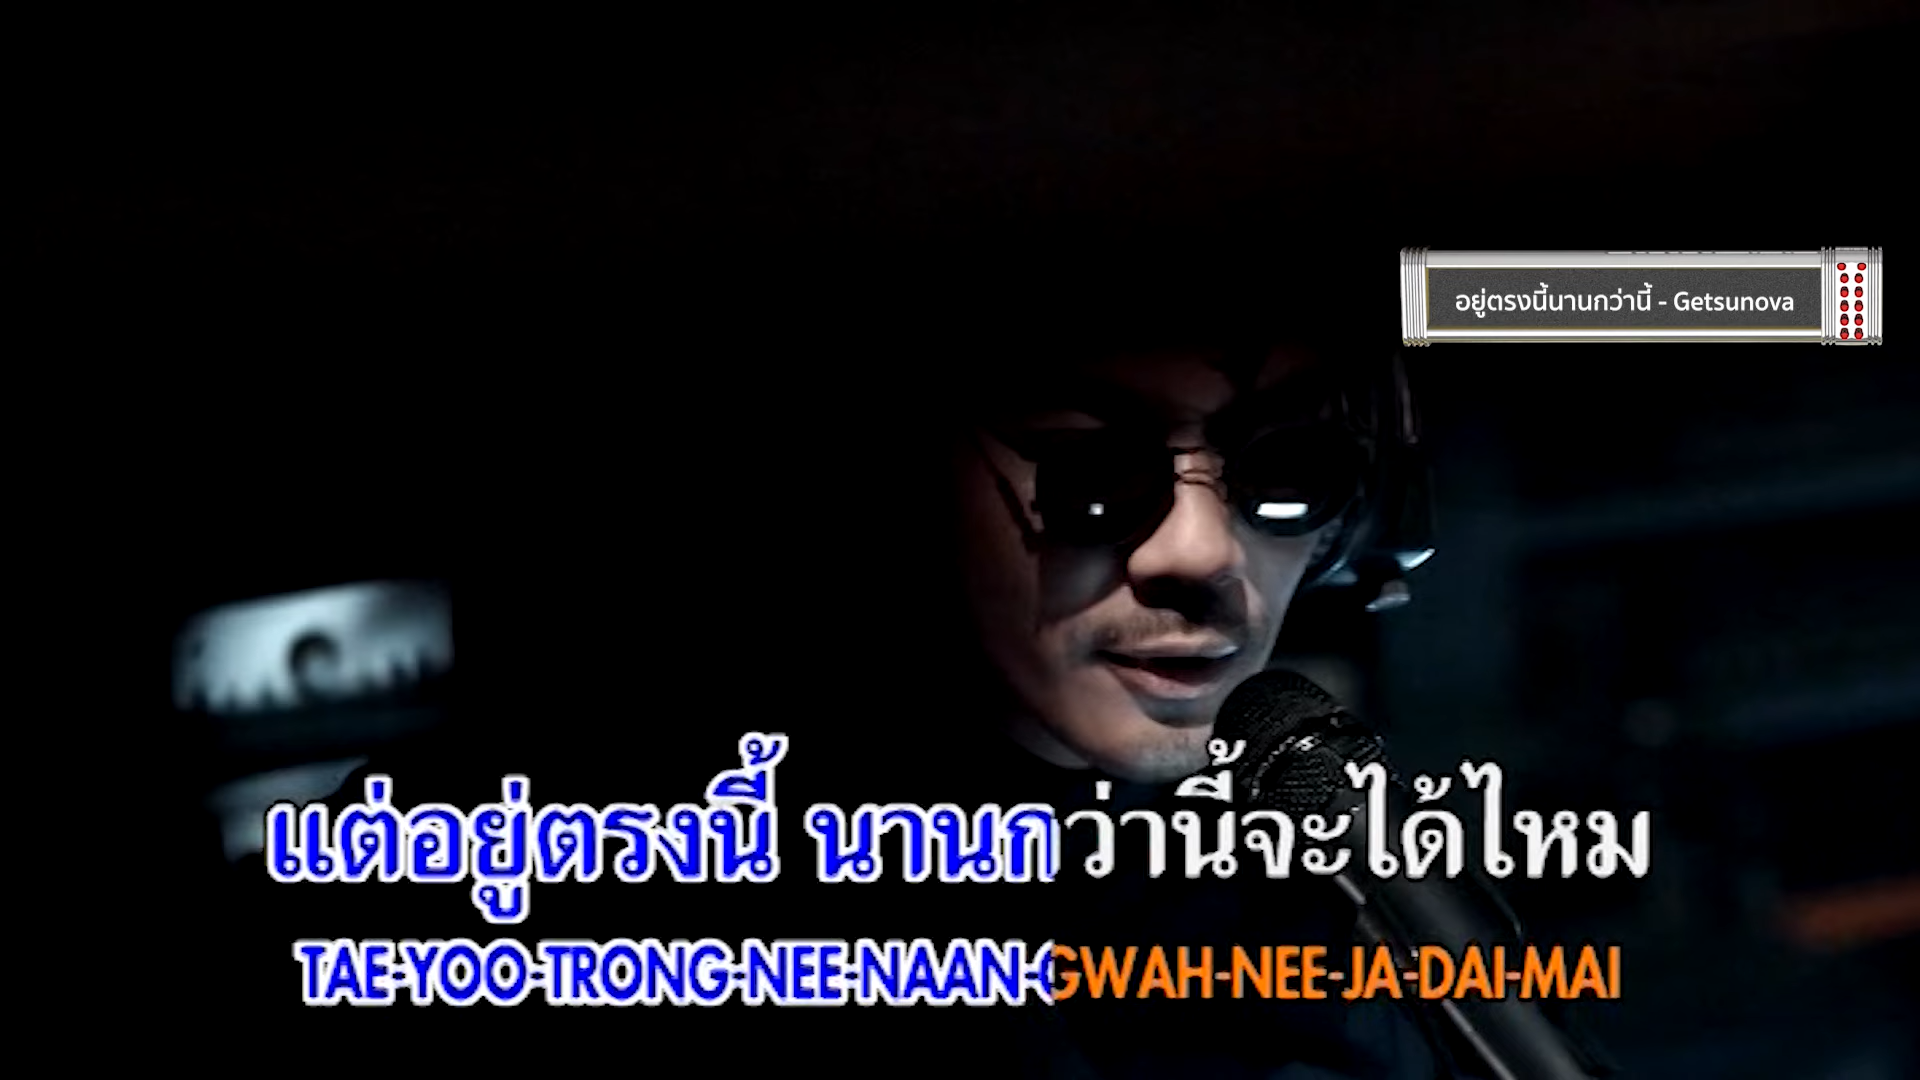 อยู่ตรงนี้นานกว่านี้ - Getsunova
แต่อยู่ตรงนี้ นานกว่านี้จะได้ไหม
TAE-YOO-TRONG-NEE-NAAN-GWAH-NEE-JA-DAI-MAI